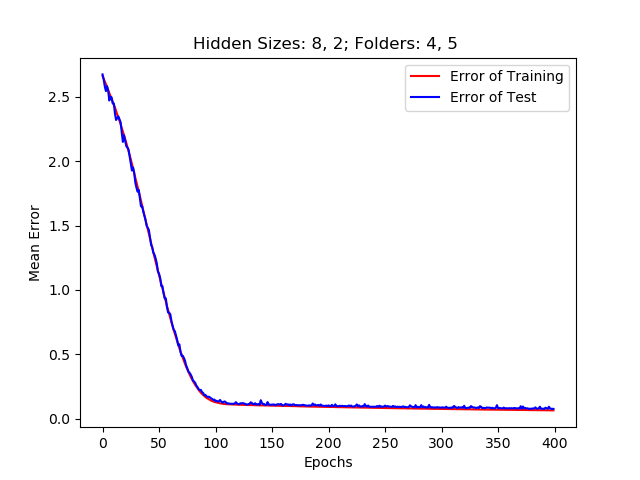 Hidden Sizes: 8, 2; Folders: 4, 5
Error of Training
Error of Test
Mean Error
2.5
2.0
1.5
1.0
0.5
0.0
0 50 100 150 200 250 300 350 400
Epochs